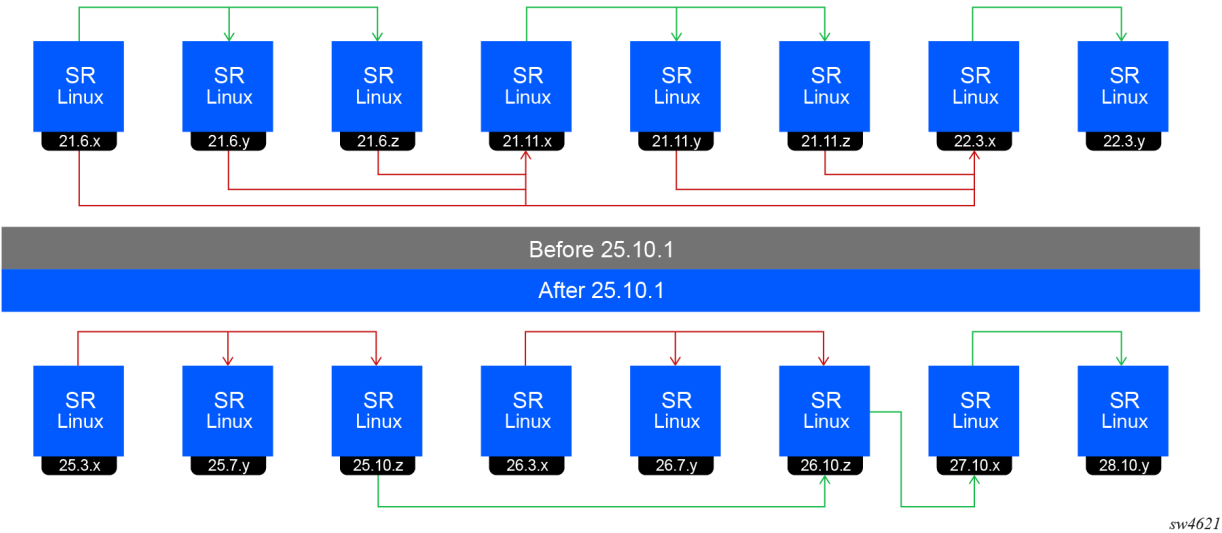 SR
Linux
21.6.x
SR
Linux
21.6.y
SR
Linux
21.6.z
SR
Linux
21.11.x
SR
Linux
21.11.y
SR
Linux
21.11.z
SR
Linux
22.3.x
SR
Linux
22.3.y
Before 25.10.1
After 25.10.1
SR
Linux
25.3.x
SR
Linux
25.7.y
SR
Linux
25.10.z
SR
Linux
26.3.x
SR
Linux
26.7.y
SR
Linux
26.10.z
SR
Linux
27.10.x
SR
Linux
28.10.y
sw4621